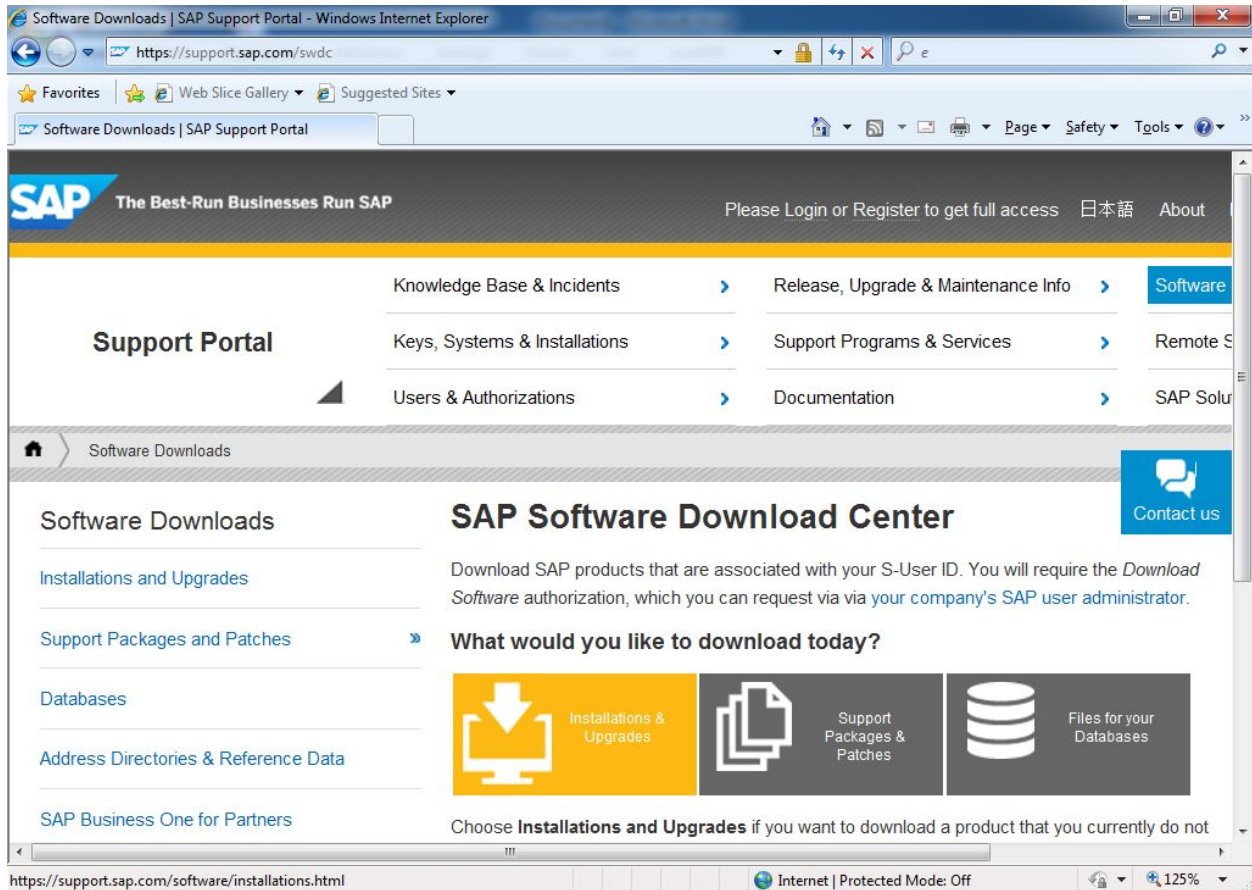 Software Downloads | SAP Support Portal - Windows Internet Explorer
https://support.sap.com/swdc
e
Favorites Web Slice Gallery Suggested Sites
Software Downloads | SAP Support Portal
Page Safety Tools
SAP The Best-Run Businesses Run SAP
Please Login or Register to get full access 日本語 About
Knowledge Base & Incidents Release, Upgrade & Maintenance Info Software
Support Portal
Keys, Systems & Installations Support Programs & Services Remote S
Users & Authorizations Documentation SAP Solu
Software Downloads
Contact us
Software Downloads
Installations and Upgrades
Support Packages and Patches
Databases
Address Directories & Reference Data
SAP Business One for Partners
SAP Software Download Center
Download SAP products that are associated with your S-User ID. You will require the Download
Software authorization, which you can request via via your company's SAP user administrator.
What would you like to download today?
Installations &
Upgrades
Support
Packages &
Patches
Files for your
Databases
Choose Installations and Upgrades if you want to download a product that you currently do not
https://support.sap.com/software/installations.html
Internet | Protected Mode: Off
125%